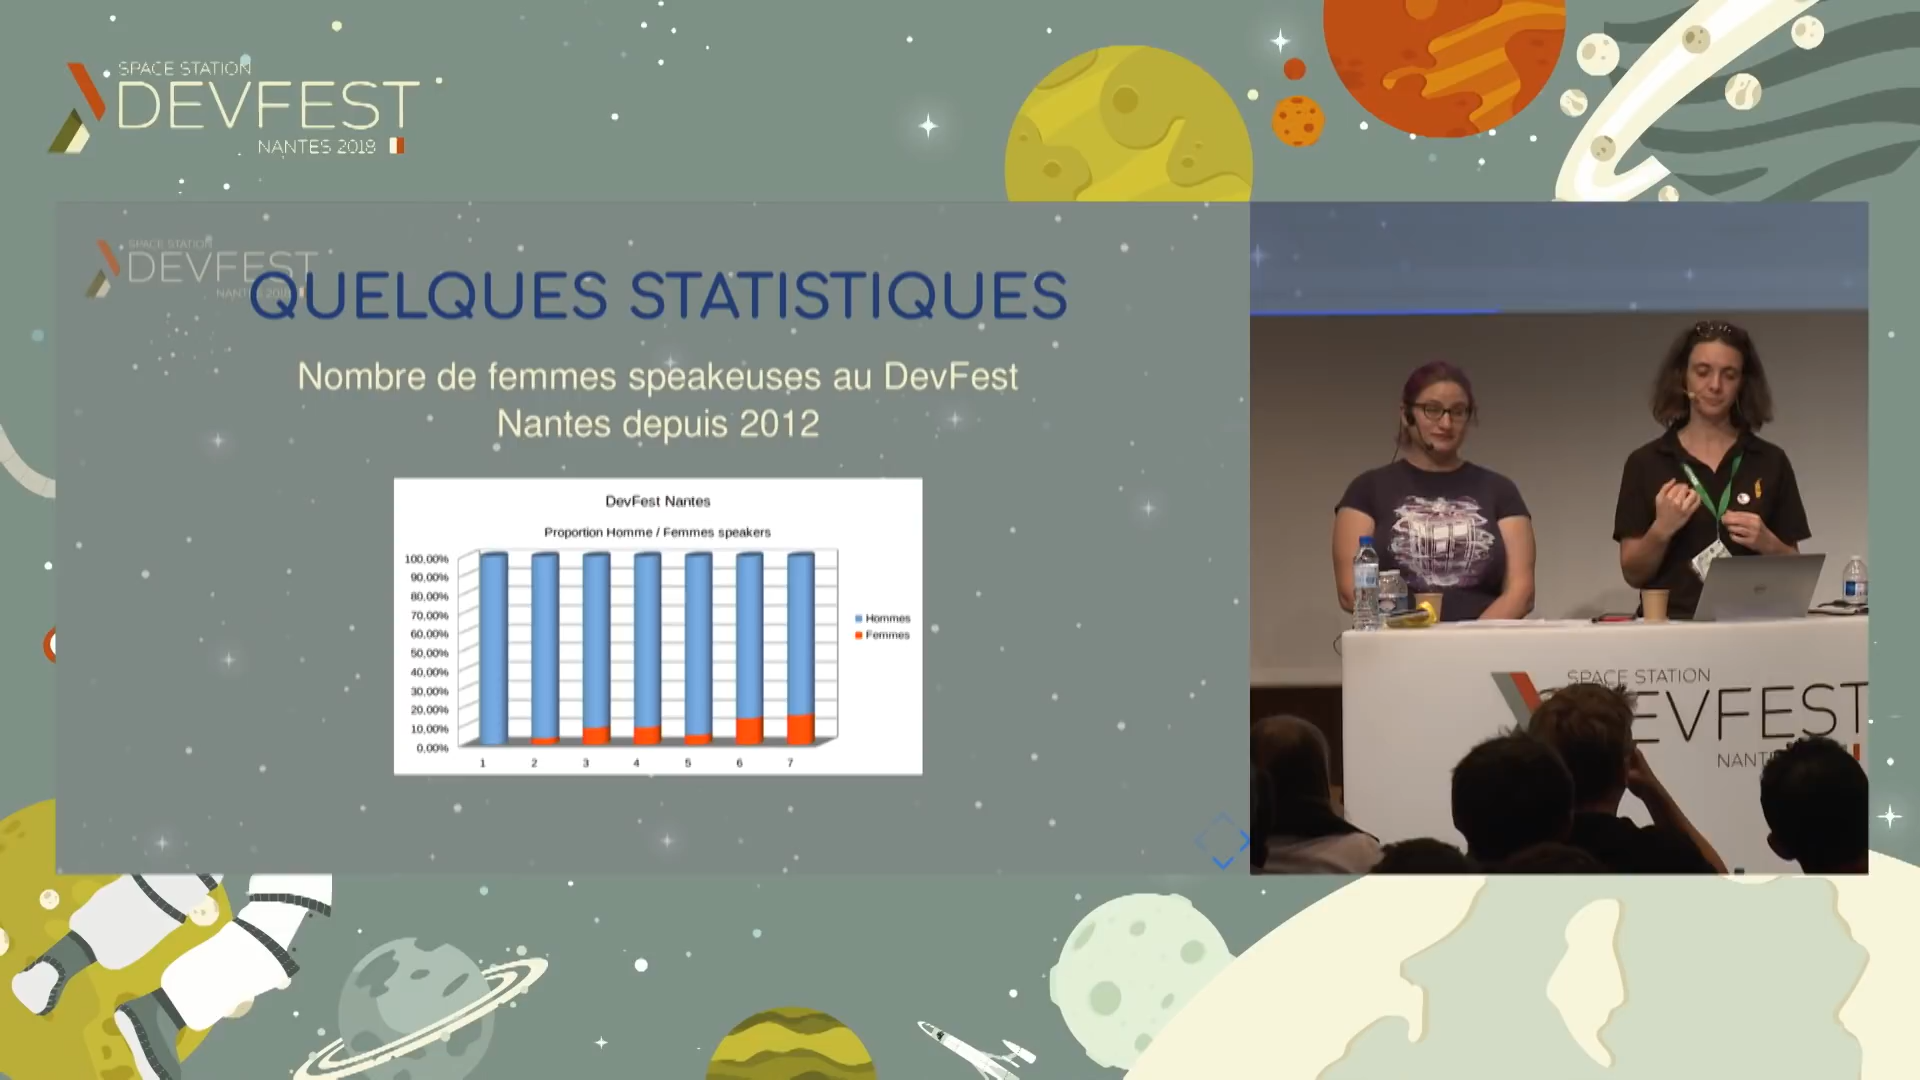 SPACE STATION
DEVFEST
NANTES 2018
SPACE STATION
DEVFEST
QUELQUES STATISTIQUES
Nombre de femmes speakeuses au DevFest
Nantes depuis 2012
DevFest Nantes
Proportion Homme / Femmes speakers
100,00%
90,00%
80,00%
70,00%
60,00%
50,00%
40,00%
30,00%
20,00%
10,00%
0,00%
1 2 3 4 5 6 7
Hommes
Femmes
SPACE STATION
EVFEST
NANT